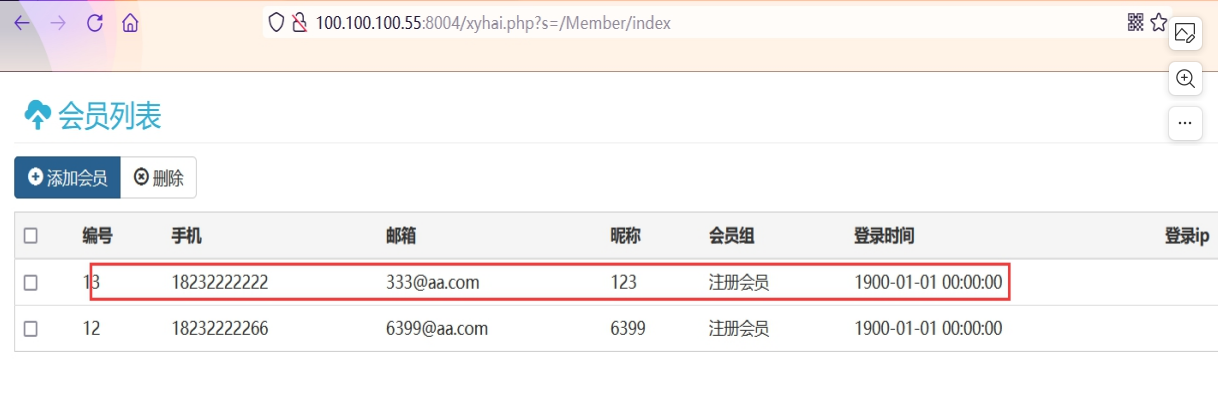 100.100.100.55:8004/xyhai.php?s=/Member/index
会员列表
添加会员 删除
编号 手机 邮箱 昵称 会员组 登录时间 登录ip
13 18232222222 333@aa.com 123 注册会员 1900-01-01 00:00:00
12 18232222266 6399@aa.com 6399 注册会员 1900-01-01 00:00:00